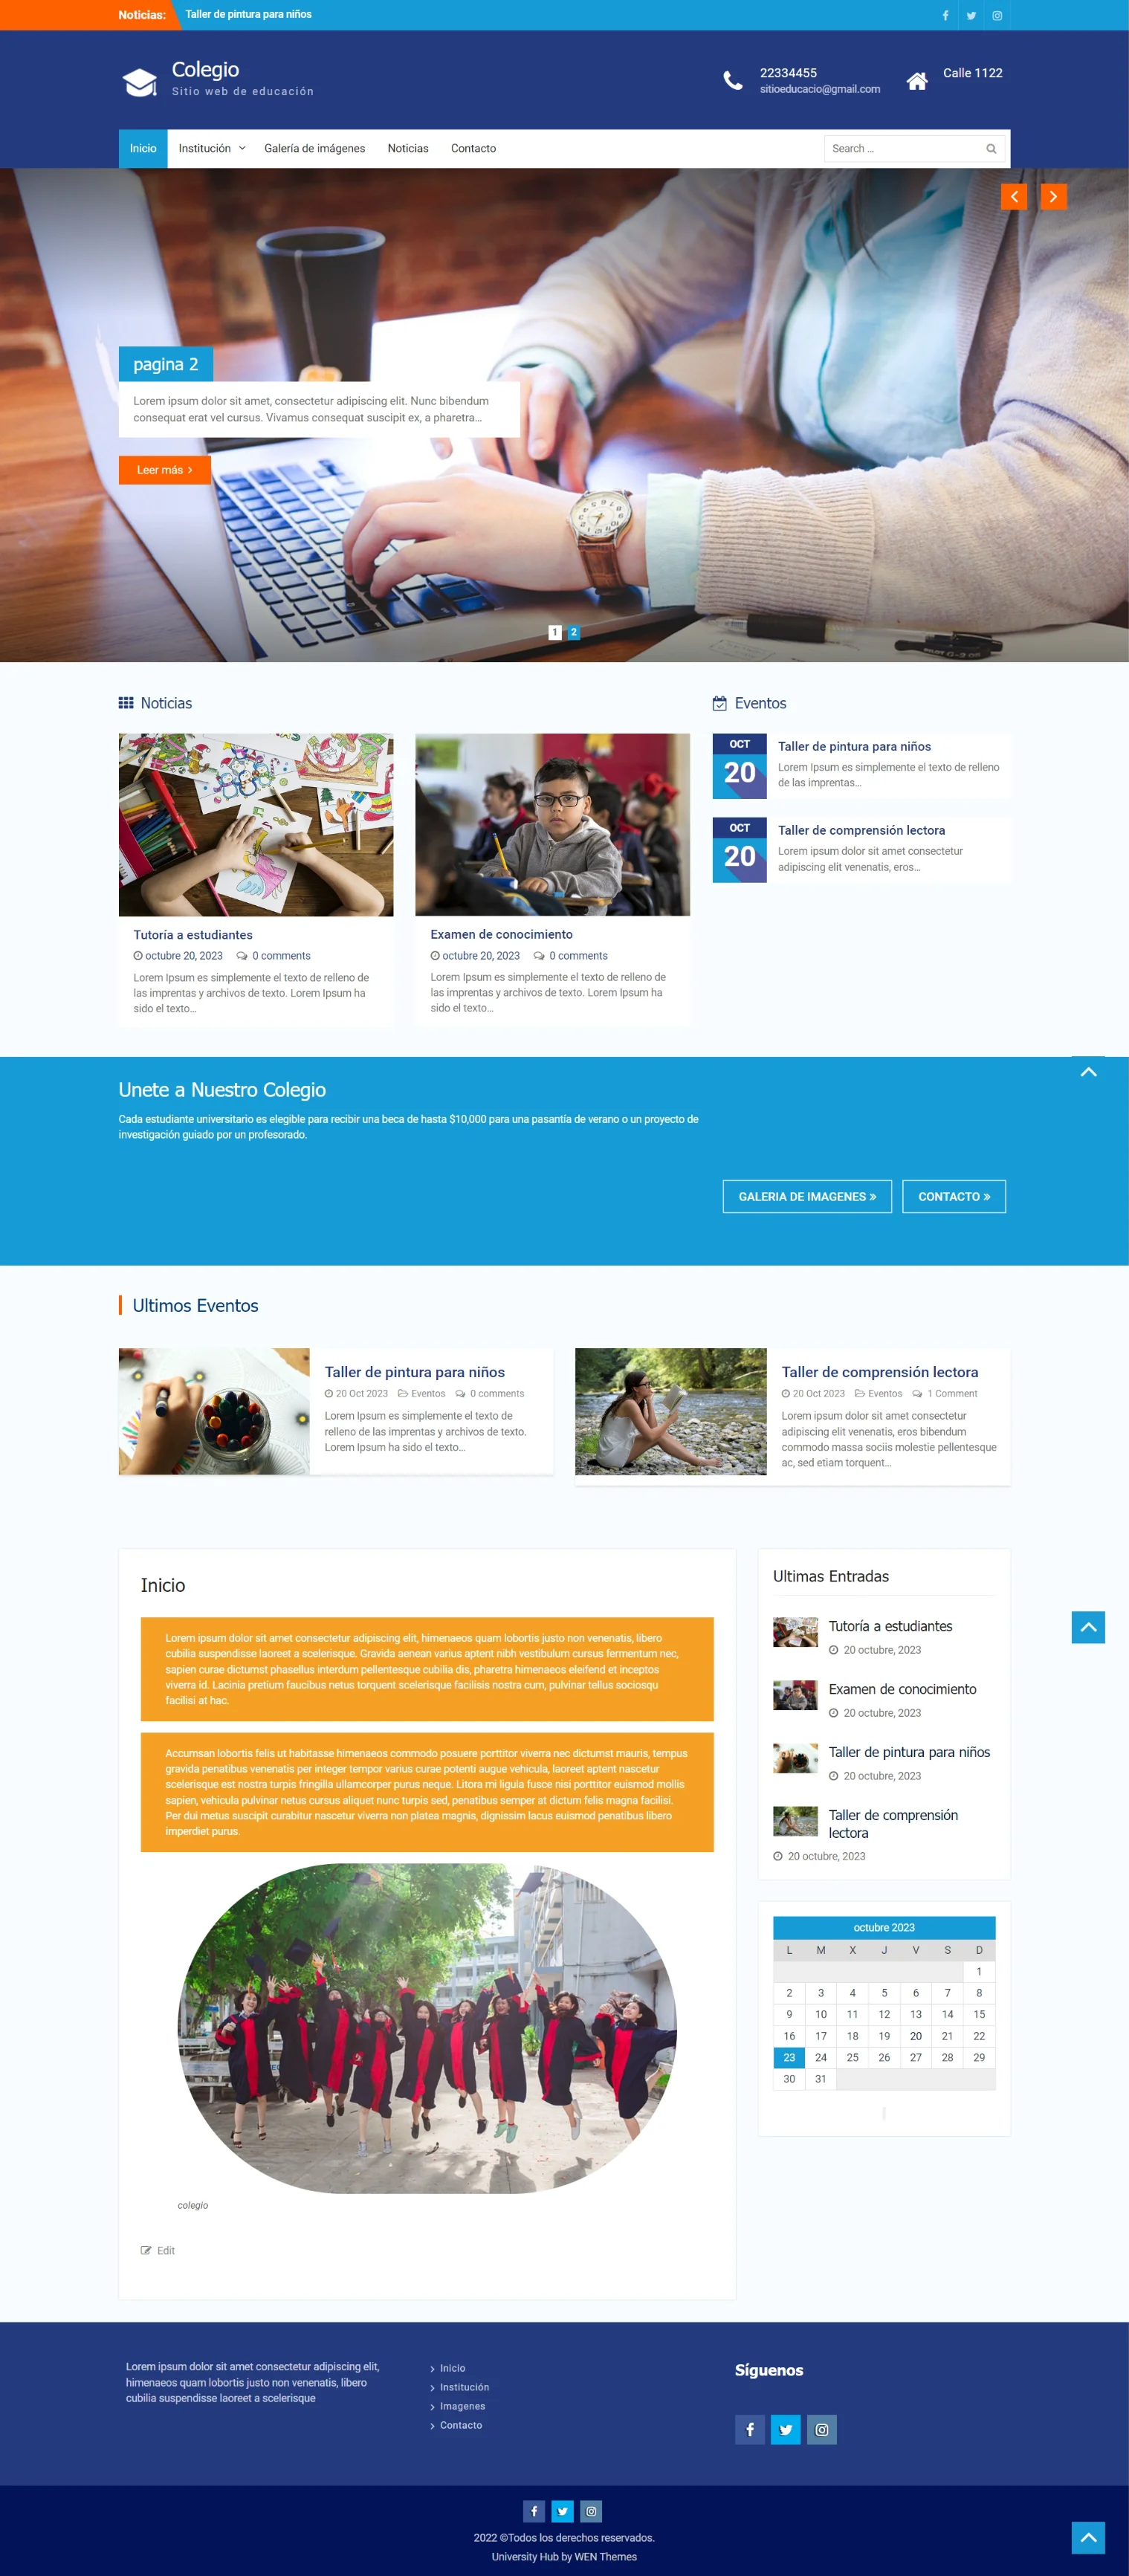 Noticias:
Taller de pintura para niños
Colegio
Sitio web de educación
22334455
sitioeducacio@gmail.com
Calle 1122
Inicio
Institución
Galería de imágenes
Noticias
Contacto
Search ...
pagina 2
Lorem ipsum dolor sit amet, consectetur adipiscing elit. Nunc bibendum
consequat erat vel cursus. Vivamus consequat suscipit ex, a pharetra...
Leer más
1 2
Noticias
Tutoría a estudiantes
octubre 20, 2023 0 comments
Lorem Ipsum es simplemente el texto de relleno de
las imprentas y archivos de texto. Lorem Ipsum ha
sido el texto...
Examen de conocimiento
octubre 20, 2023 0 comments
Lorem Ipsum es simplemente el texto de relleno de
las imprentas y archivos de texto. Lorem Ipsum ha
sido el texto...
Eventos
OCT
20
Taller de pintura para niños
Lorem Ipsum es simplemente el texto de relleno
de las imprentas...
OCT
20
Taller de comprensión lectora
Lorem ipsum dolor sit amet consectetur
adipiscing elit venenatis, eros...
Unete a Nuestro Colegio
Cada estudiante universitario es elegible para recibir una beca de hasta $10,000 para una pasantía de verano o un proyecto de
investigación guiado por un profesorado.
GALERIA DE IMAGENES »
CONTACTO »
Ultimos Eventos
Taller de pintura para niños
20 Oct 2023 Eventos 0 comments
Lorem Ipsum es simplemente el texto de
relleno de las imprentas y archivos de texto.
Lorem Ipsum ha sido el texto...
Taller de comprensión lectora
20 Oct 2023 Eventos 1 Comment
Lorem ipsum dolor sit amet consectetur
adipiscing elit venenatis, eros bibendum
commodo massa sociis molestie pellentesque
ac, sed etiam torquent...
Inicio
Lorem ipsum dolor sit amet consectetur adipiscing elit, himenaeos quam lobortis justo non venenatis, libero
cubilia suspendisse laoreet a scelerisque. Gravida aenean varius aptent nibh vestibulum cursus fermentum nec,
sapien curae dictumst phasellus interdum pellentesque cubilia dis, pharetra himenaeos eleifend et inceptos
viverra id. Lacinia pretium faucibus netus torquent scelerisque facilisis nostra cum, pulvinar tellus sociosqu
facilisi at hac.
Accumsan lobortis felis ut habitasse himenaeos commodo posuere porttitor viverra nec dictumst mauris, tempus
gravida penatibus venenatis per integer tempor varius curae potenti augue vehicula, laoreet aptent nascetur
scelerisque est nostra turpis fringilla ullamcorper purus neque. Litora mi ligula fusce nisi porttitor euismod mollis
sapien, vehicula pulvinar netus cursus aliquet nunc turpis sed, penatibus semper at dictum felis magna facilisi.
Per dui metus suscipit curabitur nascetur viverra non platea magnis, dignissim lacus euismod penatibus libero
imperdiet purus.
colegio
Edit
Ultimas Entradas
Tutoría a estudiantes
20 octubre, 2023
Examen de conocimiento
20 octubre, 2023
Taller de pintura para niños
20 octubre, 2023
Taller de comprensión
lectora
20 octubre, 2023
octubre 2023
L M X J V S D
1
2 3 4 5 6 7 8
9 10 11 12 13 14 15
16 17 18 19 20 21 22
23 24 25 26 27 28 29
30 31
Lorem ipsum dolor sit amet consectetur adipiscing elit,
himenaeos quam lobortis justo non venenatis, libero
cubilia suspendisse laoreet a scelerisque
Inicio
Institución
Imagenes
Contacto
Síguenos
2022 ©Todos los derechos reservados.
University Hub by WEN Themes